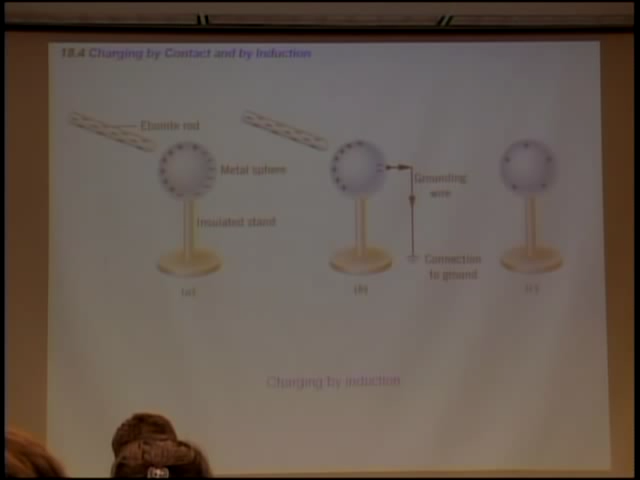 18.4 Charging by Contact and by Induction
Ebonite rod
Metal sphere
Insulated stand
(a)
Grounding
wire
Connection
to ground
(b)
(c)
Charging by induction